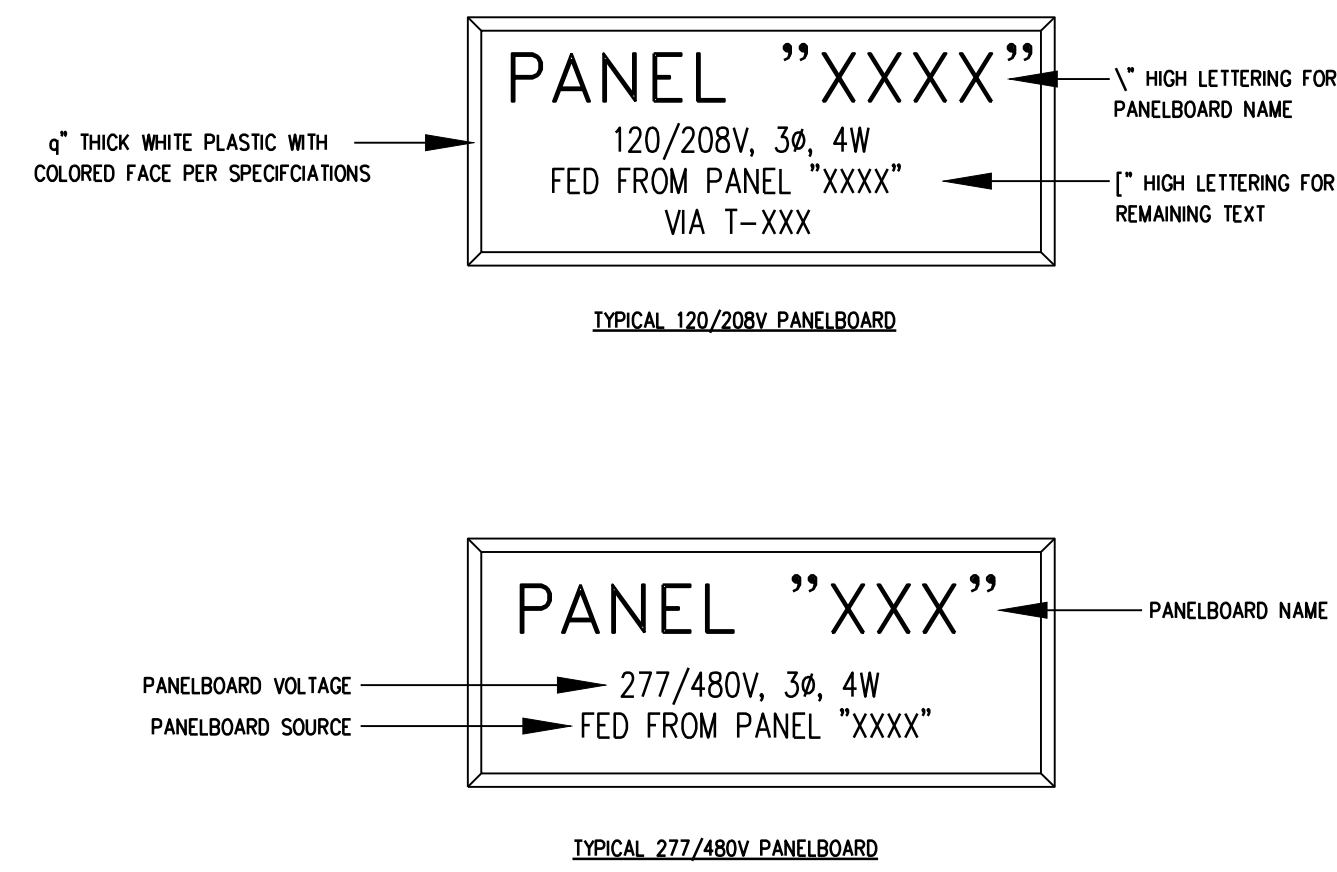 PANEL "XXXX"
120/208V, 3ø, 4W
FED FROM PANEL "XXXX"
VIA T-XXX
q" THICK WHITE PLASTIC WITH
COLORED FACE PER SPECIFCIATIONS
\" HIGH LETTERING FOR
PANELBOARD NAME
[" HIGH LETTERING FOR
REMAINING TEXT
TYPICAL 120/208V PANELBOARD
PANEL "XXX"
277/480V, 3ø, 4W
FED FROM PANEL "XXXX"
PANELBOARD NAME
PANELBOARD VOLTAGE
PANELBOARD SOURCE
TYPICAL 277/480V PANELBOARD